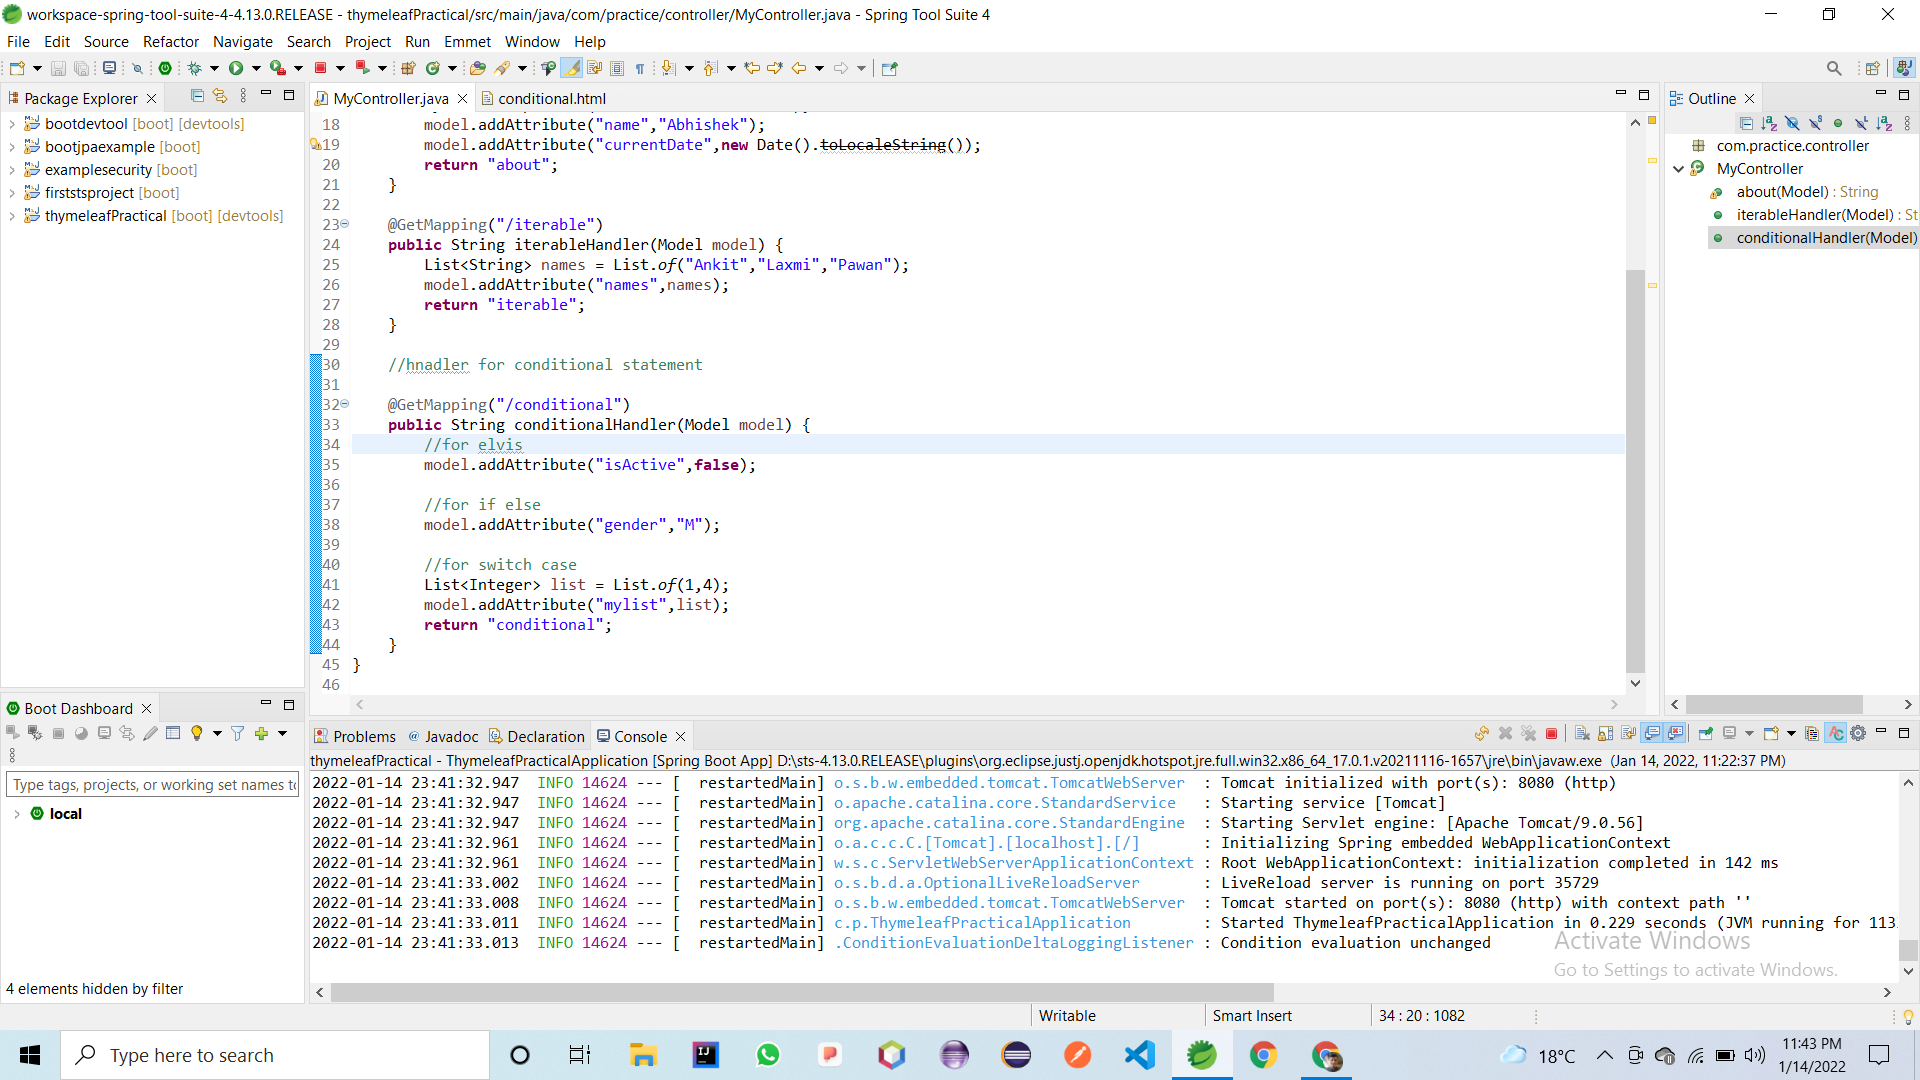 workspace-spring-tool-suite-4-4.13.0.RELEASE - thymeleafPractical/src/main/java/com/practice/controller/MyController.java - Spring Tool Suite 4
File Edit Source Refactor Navigate Search Project Run Emmet Window Help
Package Explorer
bootdevtool [boot] [devtools]
bootjpaexample [boot]
examplesecurity [boot]
firststsproject [boot]
thymeleafPractical [boot] [devtools]
MyController.java
conditional.html
18 model.addAttribute("name","Abhishek");
19 model.addAttribute("currentDate",new Date().toLocaleString());
20 return "about";
21 }
22
23 @GetMapping("/iterable")
24 public String iterableHandler(Model model) {
25 List<String> names = List.of("Ankit","Laxmi","Pawan");
26 model.addAttribute("names",names);
27 return "iterable";
28 }
29
30 //hnadler for conditional statement
31
32 @GetMapping("/conditional")
33 public String conditionalHandler(Model model) {
34 //for elvis
35 model.addAttribute("isActive",false);
36
37 //for if else
38 model.addAttribute("gender","M");
39
40 //for switch case
41 List<Integer> list = List.of(1,4);
42 model.addAttribute("mylist",list);
43 return "conditional";
44 }
45 }
46
Outline
com.practice.controller
MyController
about(Model) : String
iterableHandler(Model) : St
conditionalHandler(Model)
Boot Dashboard
Type tags, projects, or working set names to
local
4 elements hidden by filter
Problems @ Javadoc Declaration Console
thymeleafPractical - ThymeleafPracticalApplication [Spring Boot App] D:\sts-4.13.0.RELEASE\plugins\org.eclipse.justj.openjdk.hotspot.jre.full.win32.x86_64_17.0.1.v20211116-1657\jre\bin\javaw.exe (Jan 14, 2022, 11:22:37 PM)
2022-01-14 23:41:32.947 INFO 14624 --- [ restartedMain] o.s.b.w.embedded.tomcat.TomcatWebServer : Tomcat initialized with port(s): 8080 (http)
2022-01-14 23:41:32.947 INFO 14624 --- [ restartedMain] o.apache.catalina.core.StandardService : Starting service [Tomcat]
2022-01-14 23:41:32.947 INFO 14624 --- [ restartedMain] org.apache.catalina.core.StandardEngine : Starting Servlet engine: [Apache Tomcat/9.0.56]
2022-01-14 23:41:32.961 INFO 14624 --- [ restartedMain] o.a.c.c.C.[Tomcat].[localhost].[/] : Initializing Spring embedded WebApplicationContext
2022-01-14 23:41:32.961 INFO 14624 --- [ restartedMain] w.s.c.ServletWebServerApplicationContext : Root WebApplicationContext: initialization completed in 142 ms
2022-01-14 23:41:33.002 INFO 14624 --- [ restartedMain] o.s.b.d.a.OptionalLiveReloadServer : LiveReload server is running on port 35729
2022-01-14 23:41:33.008 INFO 14624 --- [ restartedMain] o.s.b.w.embedded.tomcat.TomcatWebServer : Tomcat started on port(s): 8080 (http) with context path ''
2022-01-14 23:41:33.011 INFO 14624 --- [ restartedMain] c.p.ThymeleafPracticalApplication : Started ThymeleafPracticalApplication in 0.229 seconds (JVM running for 113
2022-01-14 23:41:33.013 INFO 14624 --- [ restartedMain] .ConditionEvaluationDeltaLoggingListener : Condition evaluation unchanged
Activate Windows
Go to Settings to activate Windows.
Writable Smart Insert 34 : 20 : 1082
Type here to search
18°C
11:43 PM
1/14/2022